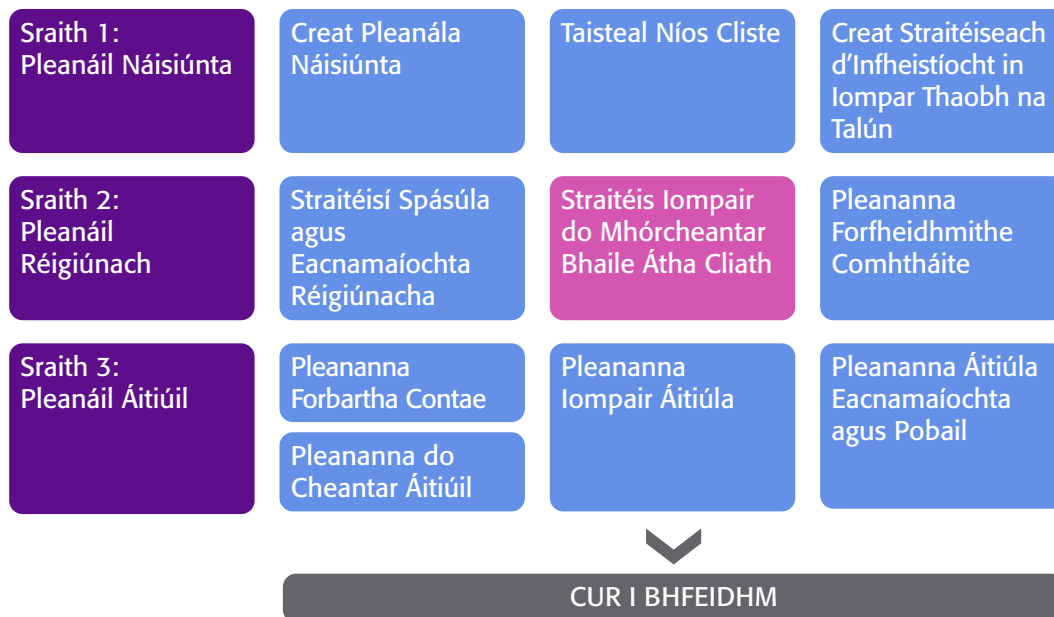 Sraith 1:
Pleanáil Náisiúnta
Creat Pleanála
Náisiúnta
Taisteal Níos Cliste
Creat Straitéiseach
d'Infheistíocht in
Iompar Thaobh na
Talún
Sraith 2:
Pleanáil
Réigiúnach
Straitéisí Spásúla
agus
Eacnamaíochta
Réigiúnacha
Straitéis Iompair
do Mhórcheantar
Bhaile Átha Cliath
Pleananna
Forfheidhmithe
Comhtháite
Sraith 3:
Pleanáil Áitiúil
Pleananna
Forbartha Contae
Pleananna do
Cheantar Áitiúil
Pleananna
Iompair Áitiúla
Pleananna Áitiúla
Eacnamaíochta
agus Pobail
CUR I BHFEIDHM